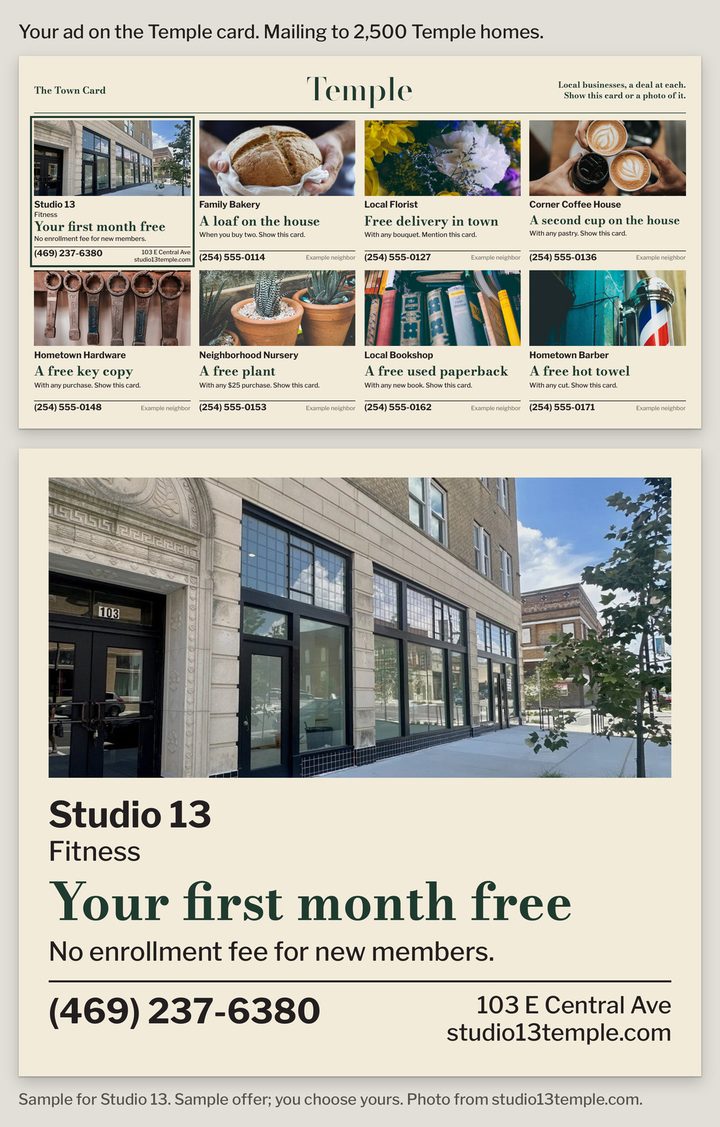 Your ad on the Temple card. Mailing to 2,500 Temple homes.
The Town Card
Temple
Local businesses, a deal at each.
Show this card or a photo of it.
Studio 13
Fitness
Your first month free
No enrollment fee for new members.
(469) 237-6380
103 E Central Ave
studio13temple.com
Family Bakery
A loaf on the house
When you buy two. Show this card.
(254) 555-0114
Example neighbor
Local Florist
Free delivery in town
With any bouquet. Mention this card.
(254) 555-0127
Example neighbor
Corner Coffee House
A second cup on the house
With any pastry. Show this card.
(254) 555-0136
Example neighbor
Hometown Hardware
A free key copy
With any purchase. Show this card.
(254) 555-0148
Example neighbor
Neighborhood Nursery
A free plant
With any $25 purchase. Show this card.
(254) 555-0153
Example neighbor
Local Bookshop
A free used paperback
With any new book. Show this card.
(254) 555-0162
Example neighbor
Hometown Barber
A free hot towel
With any cut. Show this card.
(254) 555-0171
Example neighbor
103
Studio 13
Fitness
Your first month free
No enrollment fee for new members.
(469) 237-6380
103 E Central Ave
studio13temple.com
Sample for Studio 13. Sample offer; you choose yours. Photo from studio13temple.com.